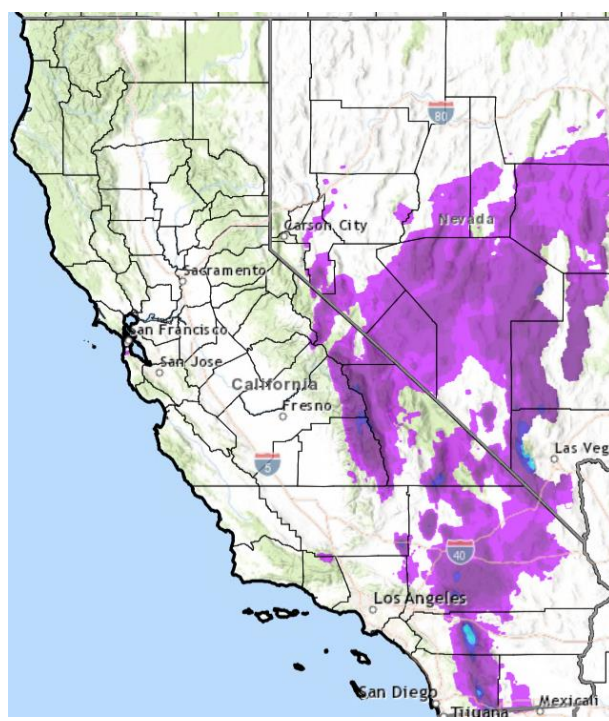 80
Nevada
Carson City
Sacramento
San Francisco
San Jose
California
Fresno
5
Las Veg
40
Los Angeles
San Diego
Mexicali
Tijuana